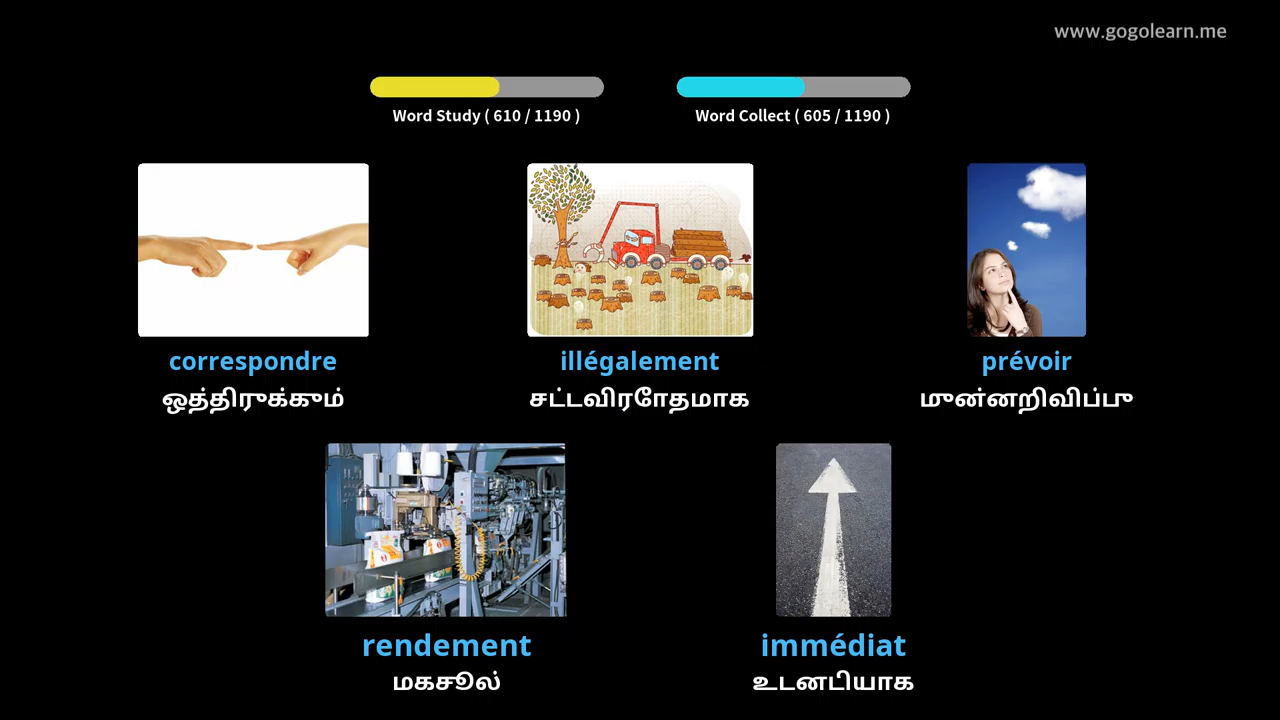 www.gogolearn.me
Word Study ( 610 / 1190 )
Word Collect ( 605 / 1190 )
correspondre
illégalement
prévoir
ஒத்திருக்கும்
சட்டவிரோதமாக
முன்னறிவிப்பு
rendement
immédiat
மகசூல்
உடனடியாக